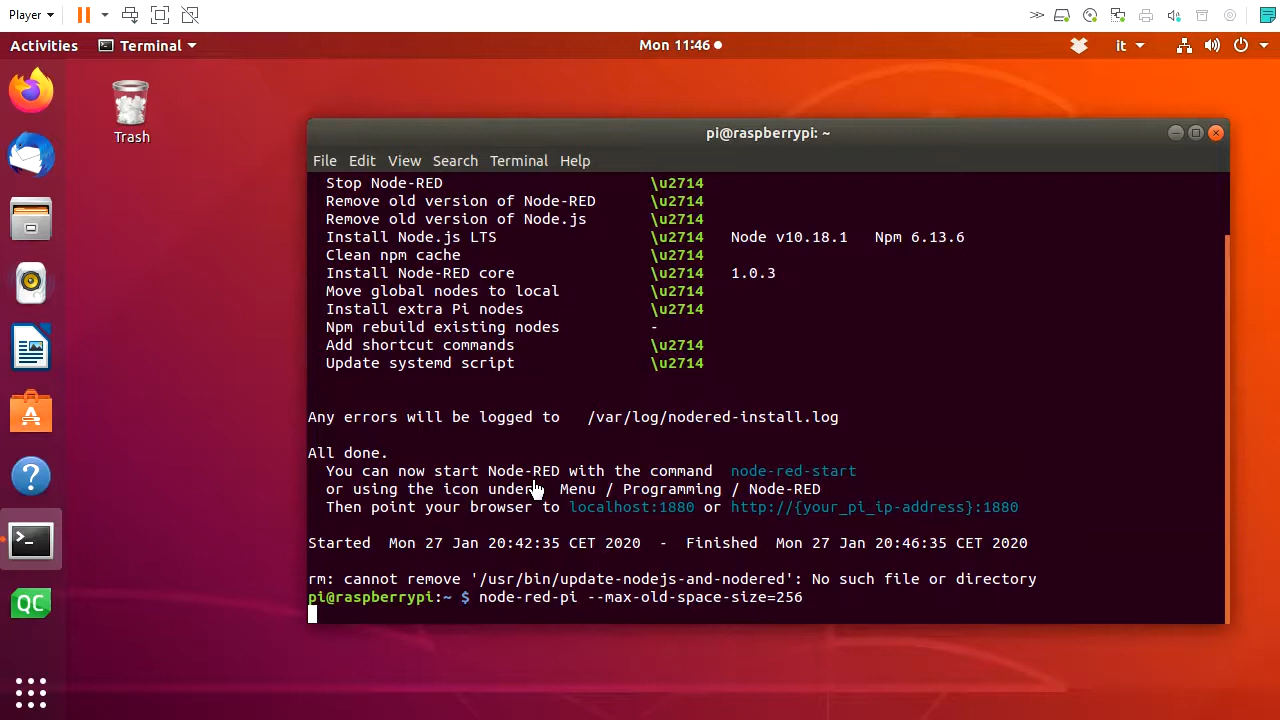 Player
Activities Terminal Mon 11:46 it
Trash
pi@raspberrypi: ~
File Edit View Search Terminal Help
Stop Node-RED \u2714
Remove old version of Node-RED \u2714
Remove old version of Node.js \u2714
Install Node.js LTS \u2714 Node v10.18.1 Npm 6.13.6
Clean npm cache \u2714
Install Node-RED core \u2714 1.0.3
Move global nodes to local \u2714
Install extra Pi nodes \u2714
Npm rebuild existing nodes -
Add shortcut commands \u2714
Update systemd script \u2714
Any errors will be logged to /var/log/nodered-install.log
All done.
You can now start Node-RED with the command node-red-start
or using the icon under Menu / Programming / Node-RED
Then point your browser to localhost:1880 or http://{your_pi_ip-address}:1880
Started Mon 27 Jan 20:42:35 CET 2020 - Finished Mon 27 Jan 20:46:35 CET 2020
rm: cannot remove '/usr/bin/update-nodejs-and-nodered': No such file or directory
pi@raspberrypi:~ $ node-red-pi --max-old-space-size=256
QC